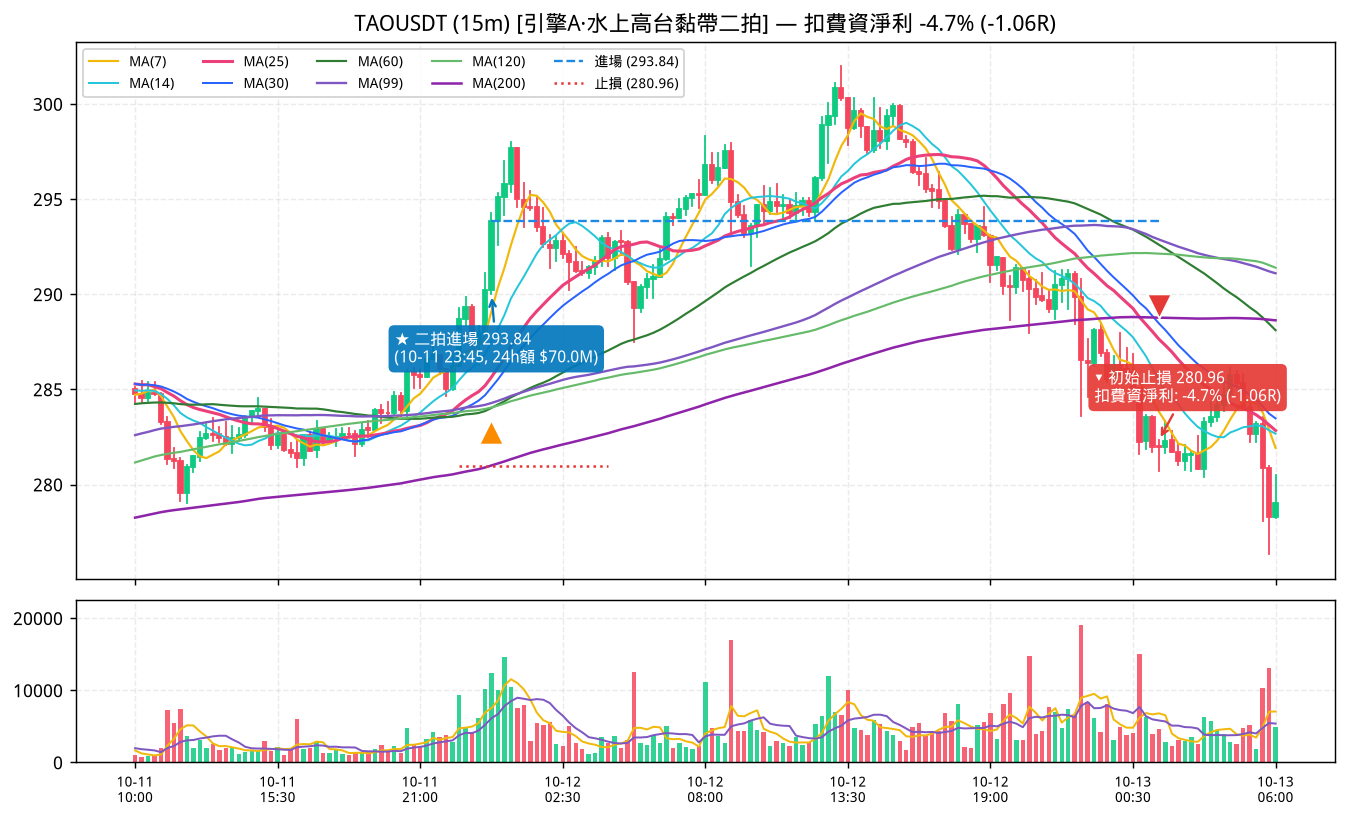 TAOUSDT (15m) [引擎A·水上高台黏帶二拍] — 扣費資淨利 -4.7% (-1.06R)
MA(7) MA(25) MA(60) MA(120) 進場 (293.84)
MA(14) MA(30) MA(99) MA(200) 止損 (280.96)
300
295
290
285
280
★ 二拍進場 293.84
(10-11 23:45, 24h額 $70.0M)
▼ 初始止損 280.96
扣費資淨利: -4.7% (-1.06R)
20000
10000
0
10-11 10-11 10-11 10-12 10-12 10-12 10-12 10-13 10-13
10:00 15:30 21:00 02:30 08:00 13:30 19:00 00:30 06:00